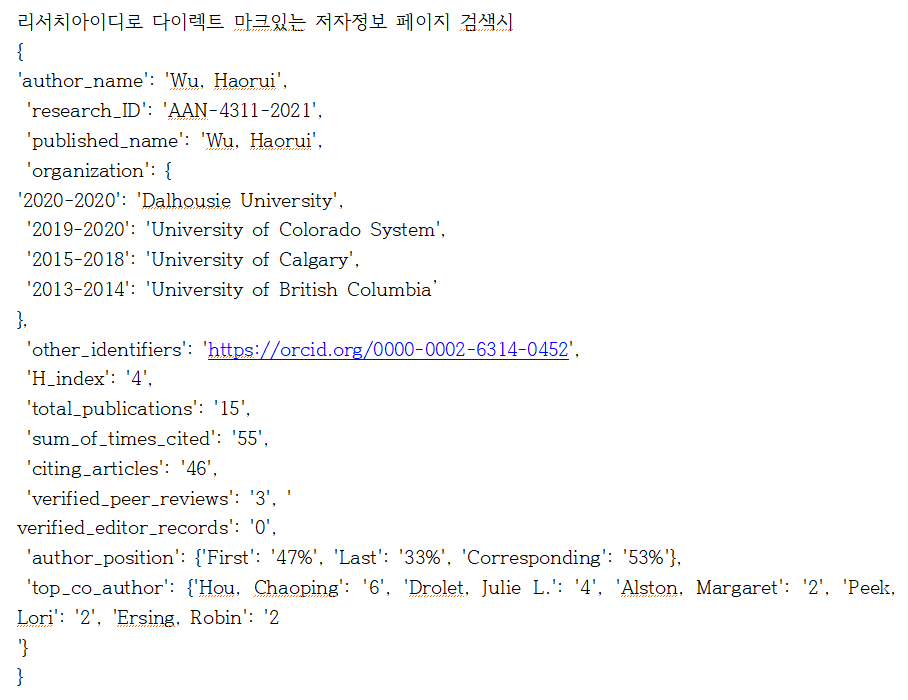 리서치아이디로 다이렉트 마크있는 저자정보 페이지 검색시
{
'author_name': 'Wu, Haorui',
'research_ID': 'AAN-4311-2021',
'published_name': 'Wu, Haorui',
'organization': {
'2020-2020': 'Dalhousie University',
'2019-2020': 'University of Colorado System',
'2015-2018': 'University of Calgary',
'2013-2014': 'University of British Columbia’
},
'other_identifiers': 'https://orcid.org/0000-0002-6314-0452',
'H_index': '4',
'total_publications': '15',
'sum_of_times_cited': '55',
'citing_articles': '46',
'verified_peer_reviews': '3', '
verified_editor_records': '0',
'author_position': {'First': '47%', 'Last': '33%', 'Corresponding': '53%'},
'top_co_author': {'Hou, Chaoping': '6', 'Drolet, Julie L.': '4', 'Alston, Margaret': '2', 'Peek,
Lori': '2', 'Ersing, Robin': '2
'}
}